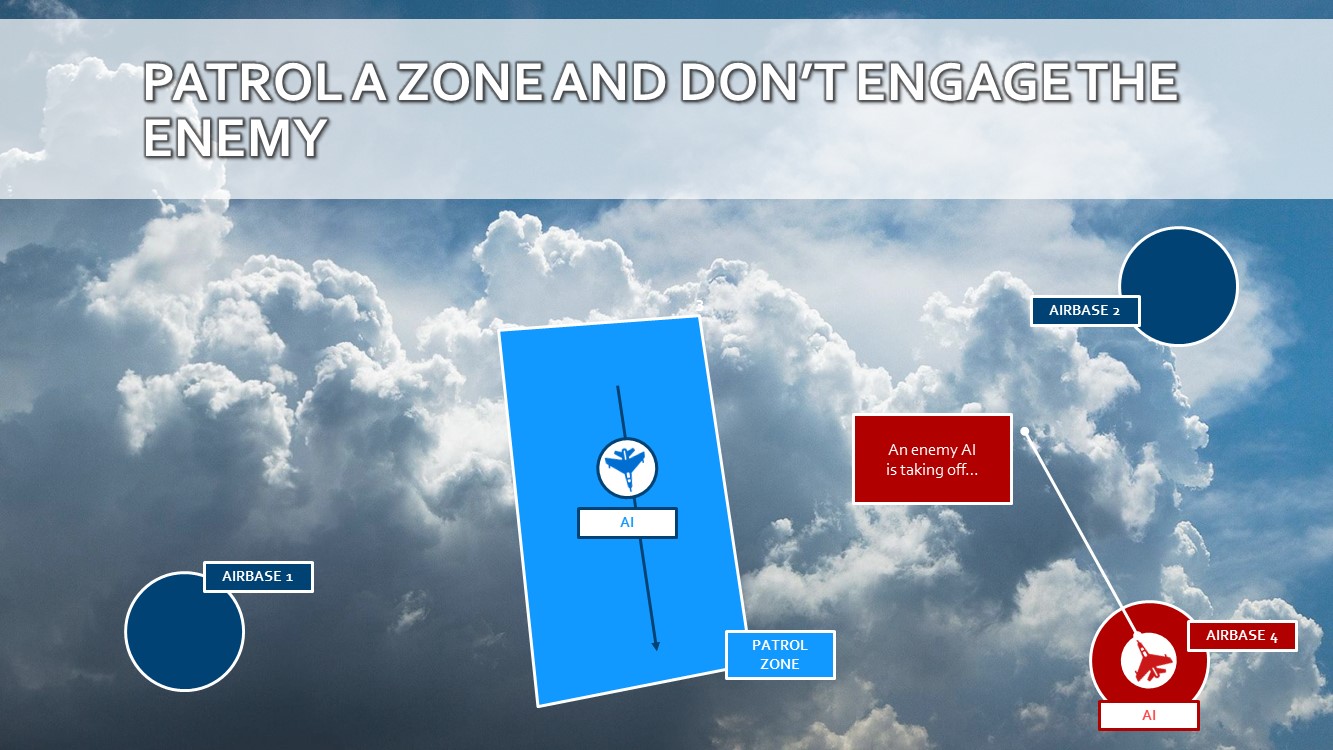 PATROL A ZONE AND DON'T ENGAGE THE
ENEMY
AIRBASE 2
An enemy AI
is taking off...
AI
AIRBASE 1
PATROL
ZONE
AIRBASE 4
AI